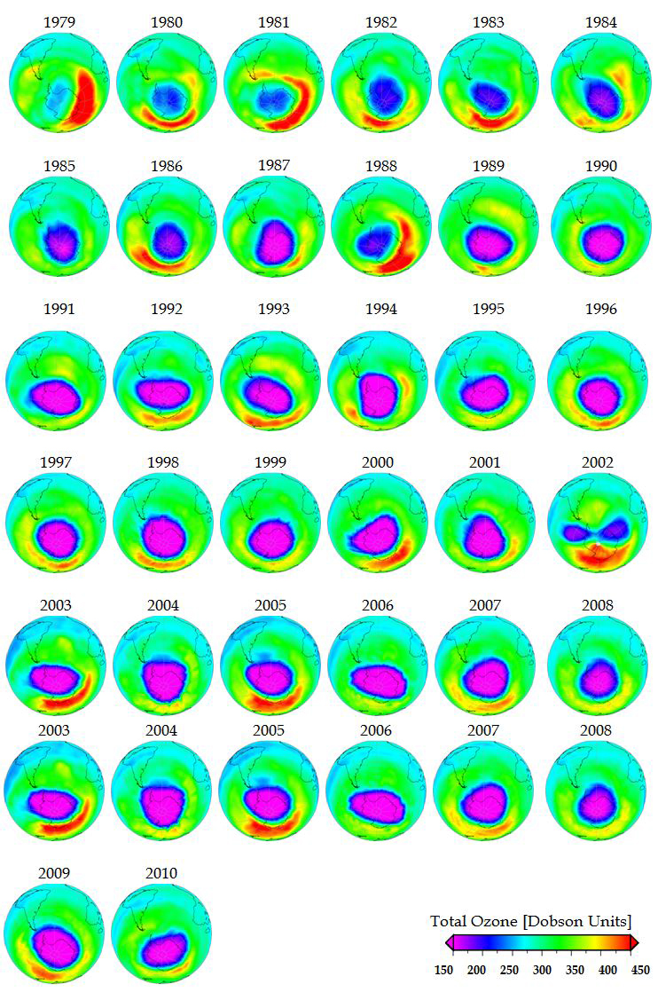 1979 1980 1981 1982 1983 1984
1985 1986 1987 1988 1989 1990
1991 1992 1993 1994 1995 1996
1997 1998 1999 2000 2001 2002
2003 2004 2005 2006 2007 2008
2003 2004 2005 2006 2007 2008
2009 2010
Total Ozone [Dobson Units]
150 200 250 300 350 400 450